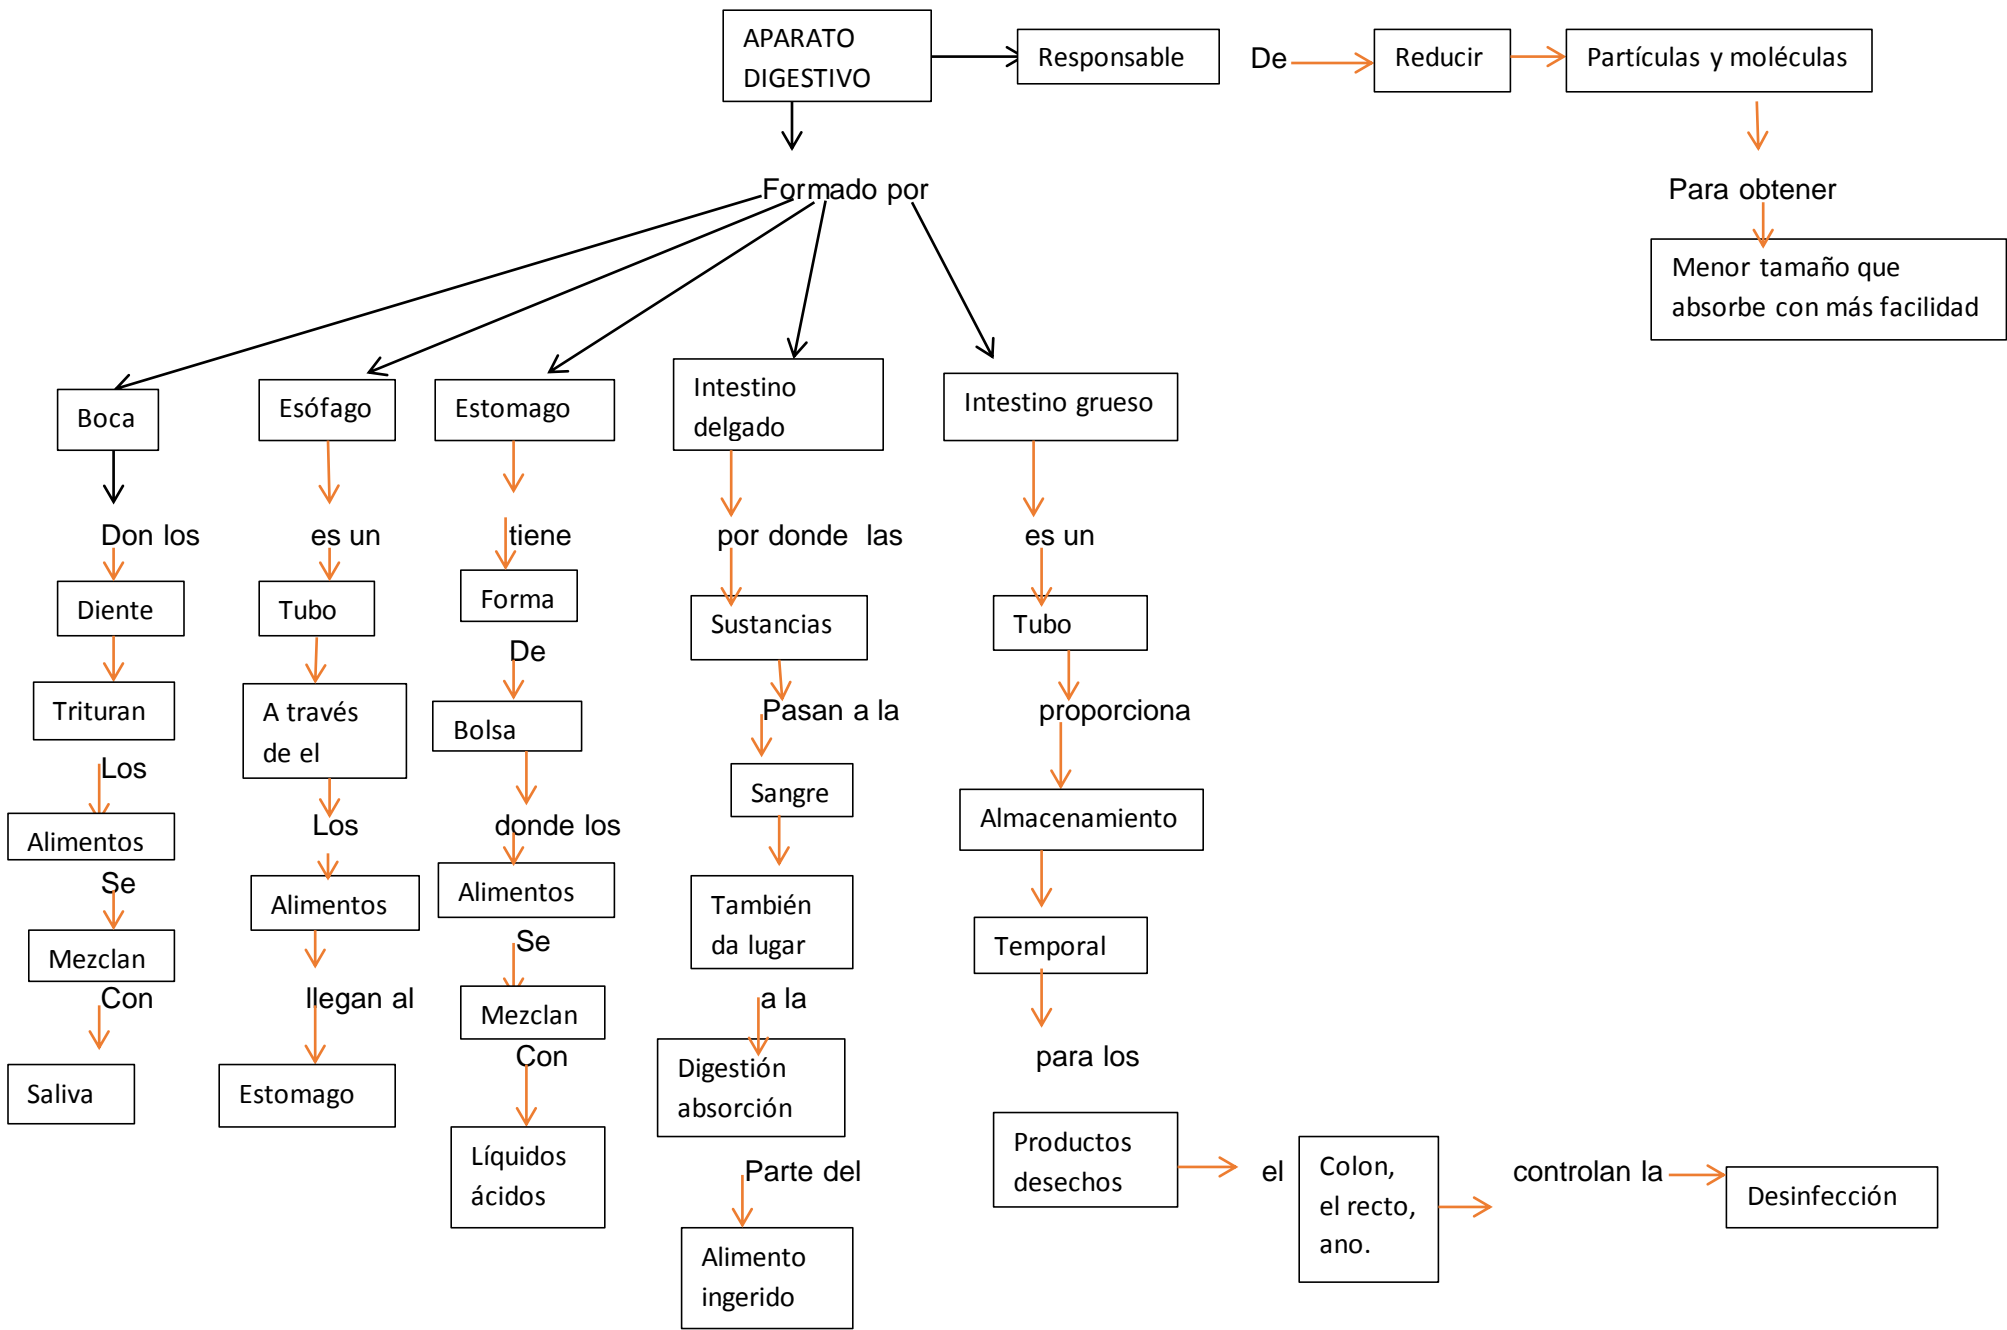 APARATO
DIGESTIVO
Responsable
De
Reducir
Partículas y moléculas
Formado por
Para obtener
Menor tamaño que
absorbe con más facilidad
Boca
Don los
Diente
Trituran
Los
Alimentos
Se
Mezclan
Con
Saliva
Esófago
es un
Tubo
A través
de el
Los
Alimentos
llegan al
Estomago
Estomago
tiene
Forma
De
Bolsa
donde los
Alimentos
Se
Mezclan
Con
Líquidos
ácidos
Intestino
delgado
por donde  las
Sustancias
Pasan a la
Sangre
También
da lugar
a la
Digestión
absorción
Parte del
Alimento
ingerido
Intestino grueso
es un
Tubo
proporciona
Almacenamiento
Temporal
para los
Productos
desechos
el
Colon,
el recto,
ano.
controlan la
Desinfección